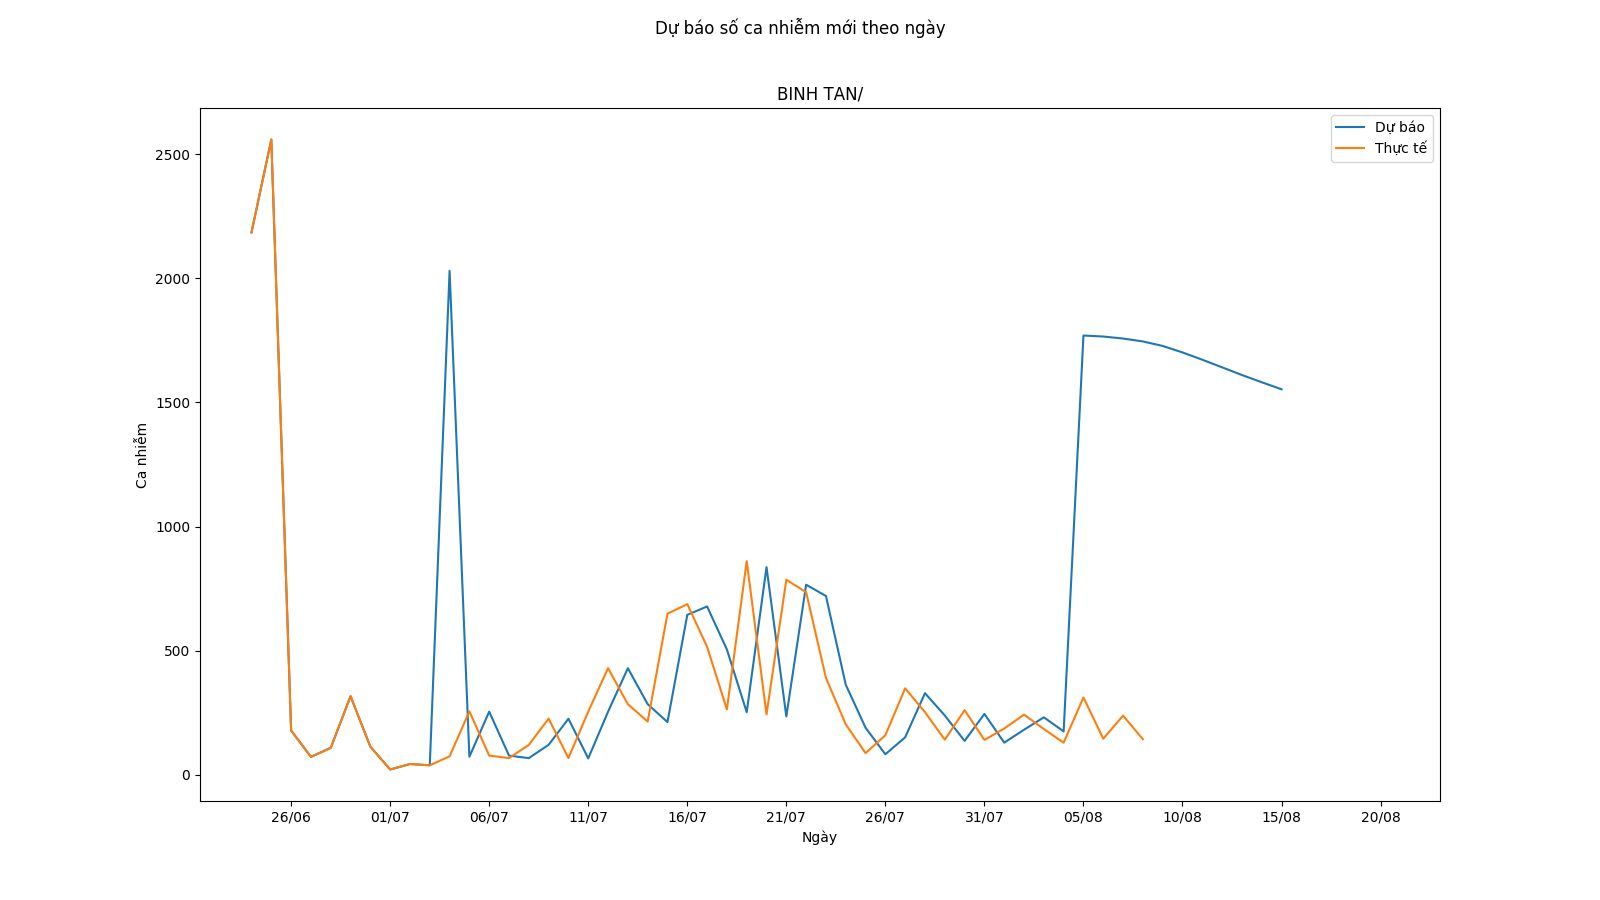 Dự báo số ca nhiễm mới theo ngày
BINH TAN/
Dự báo
Thực tế
2500
2000
1500
1000
500
0
Ca nhiễm
26/06 01/07 06/07 11/07 16/07 21/07 26/07 31/07 05/08 10/08 15/08 20/08
Ngày